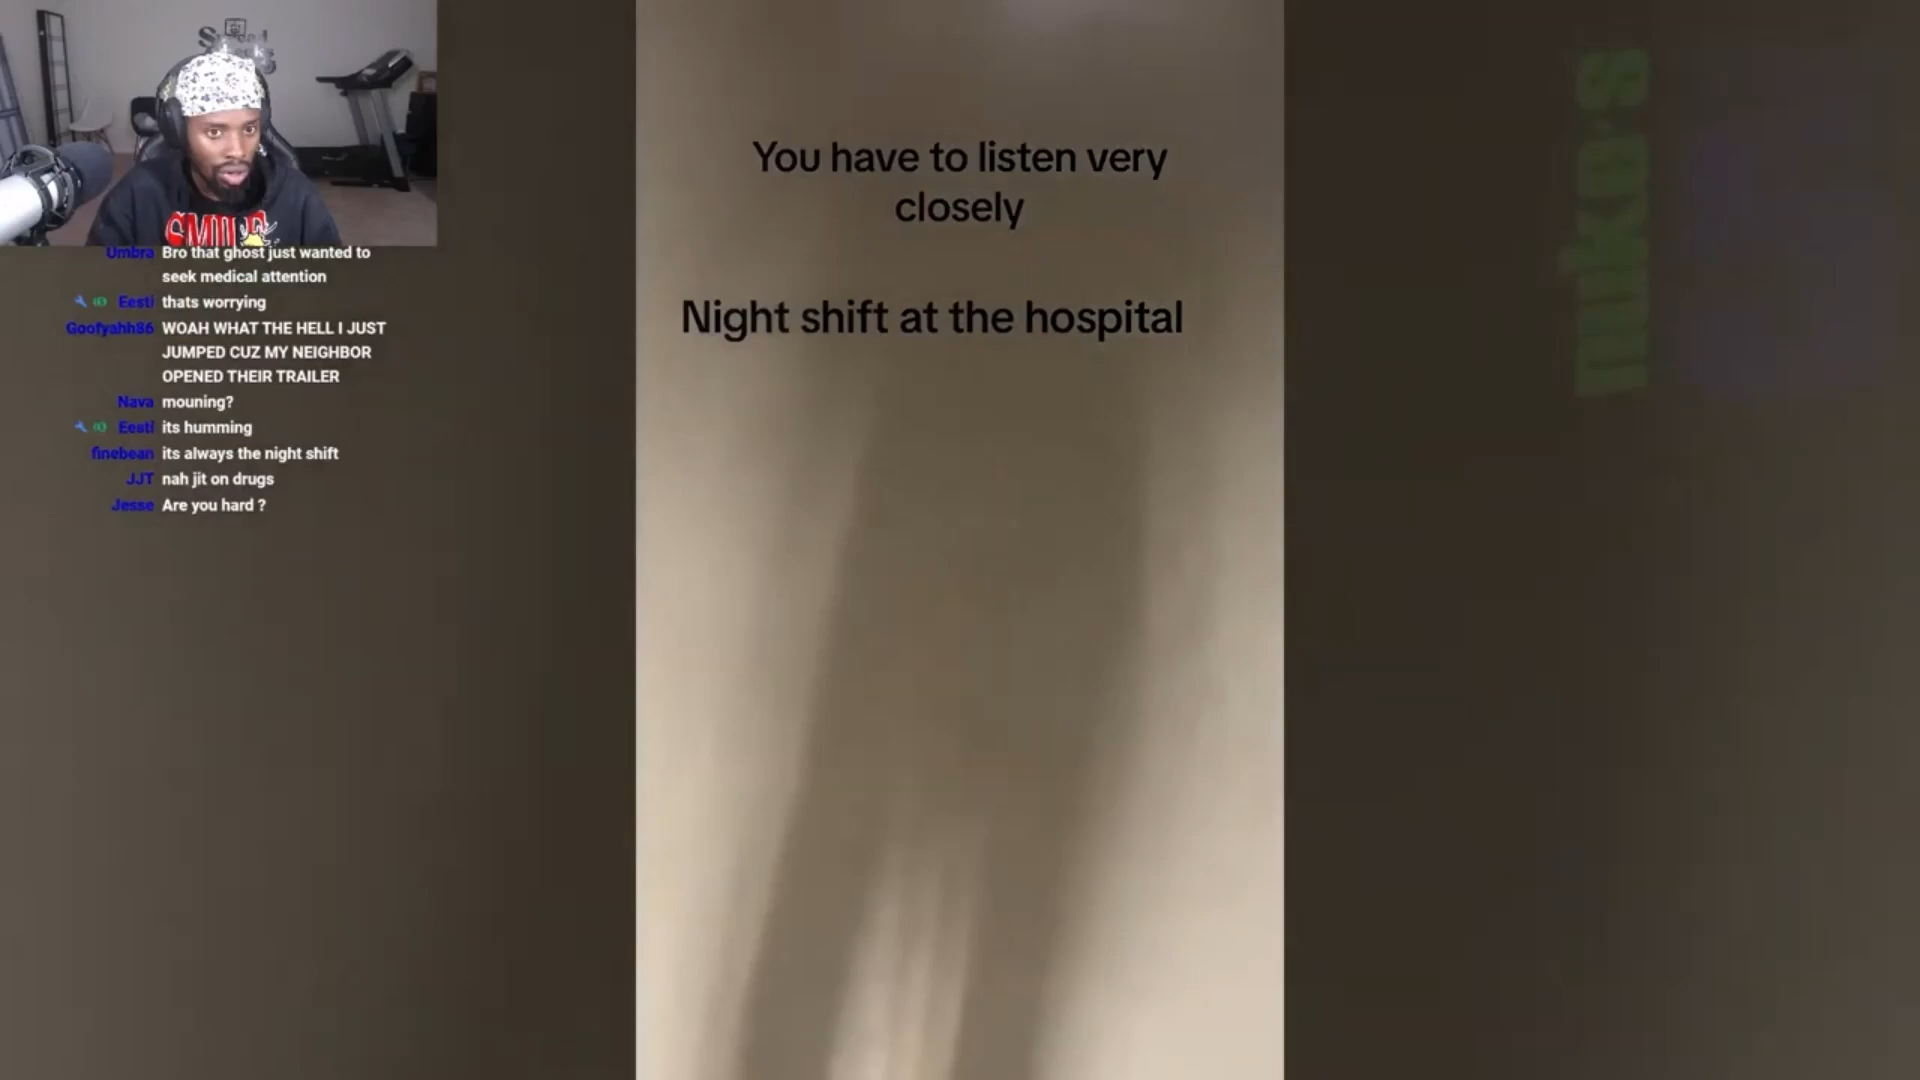 SMILE
Umbra Bro that ghost just wanted to
seek medical attention
Eesti thats worrying
Goofyahh86 WOAH WHAT THE HELL I JUST
JUMPED CUZ MY NEIGHBOR
OPENED THEIR TRAILER
Nava mouning?
Eesti its humming
finebean its always the night shift
JJT nah jit on drugs
Jesse Are you hard ?
You have to listen very
closely
Night shift at the hospital